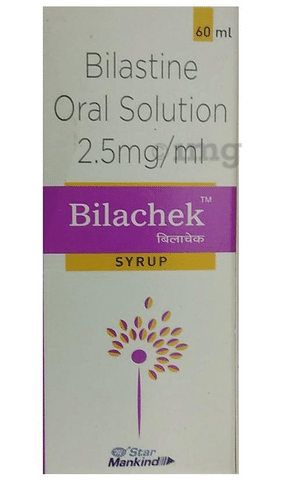 60 ml
Bilastine
Oral Solution
2.5mg/ml
Bilachek™
बिलाचेक
SYRUP
Star
Mankind